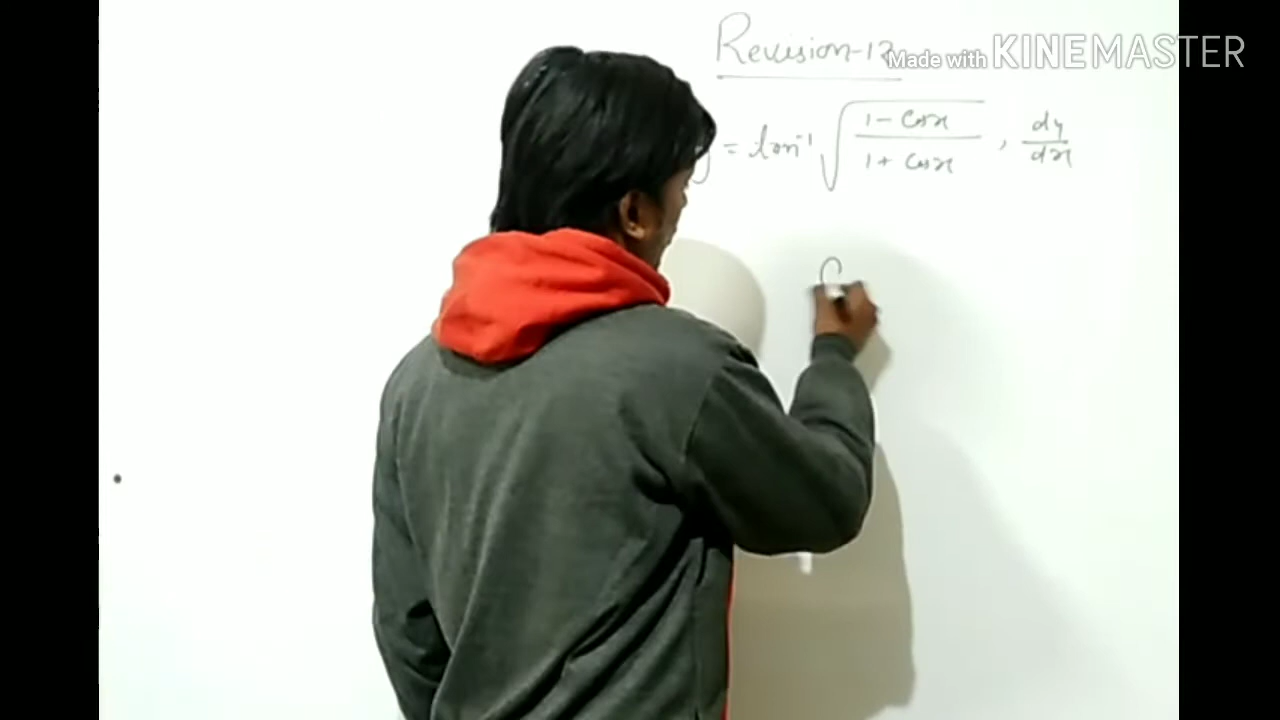 Revision-12
Made with KINEMASTER
y = tan⁻¹ √((1 - cosx)/(1 + cosx)), dy/dx